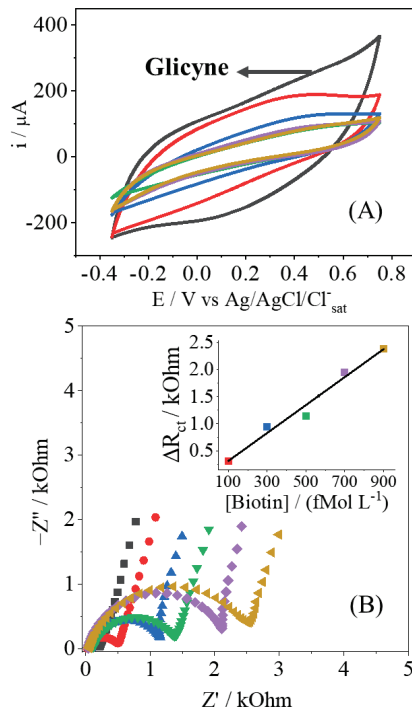 400
200
0
-200
i / μA
Glicyne
(A)
-0.4 -0.2 0.0 0.2 0.4 0.6 0.8
E / V vs Ag/AgCl/Cl⁻sat
5
4
3
2
1
0
–Z'' / kOhm
2.5
2.0
1.5
1.0
0.5
ΔRct / kOhm
100 300 500 700 900
[Biotin] / (fMol L⁻¹)
(B)
0 1 2 3 4 5
Z' / kOhm